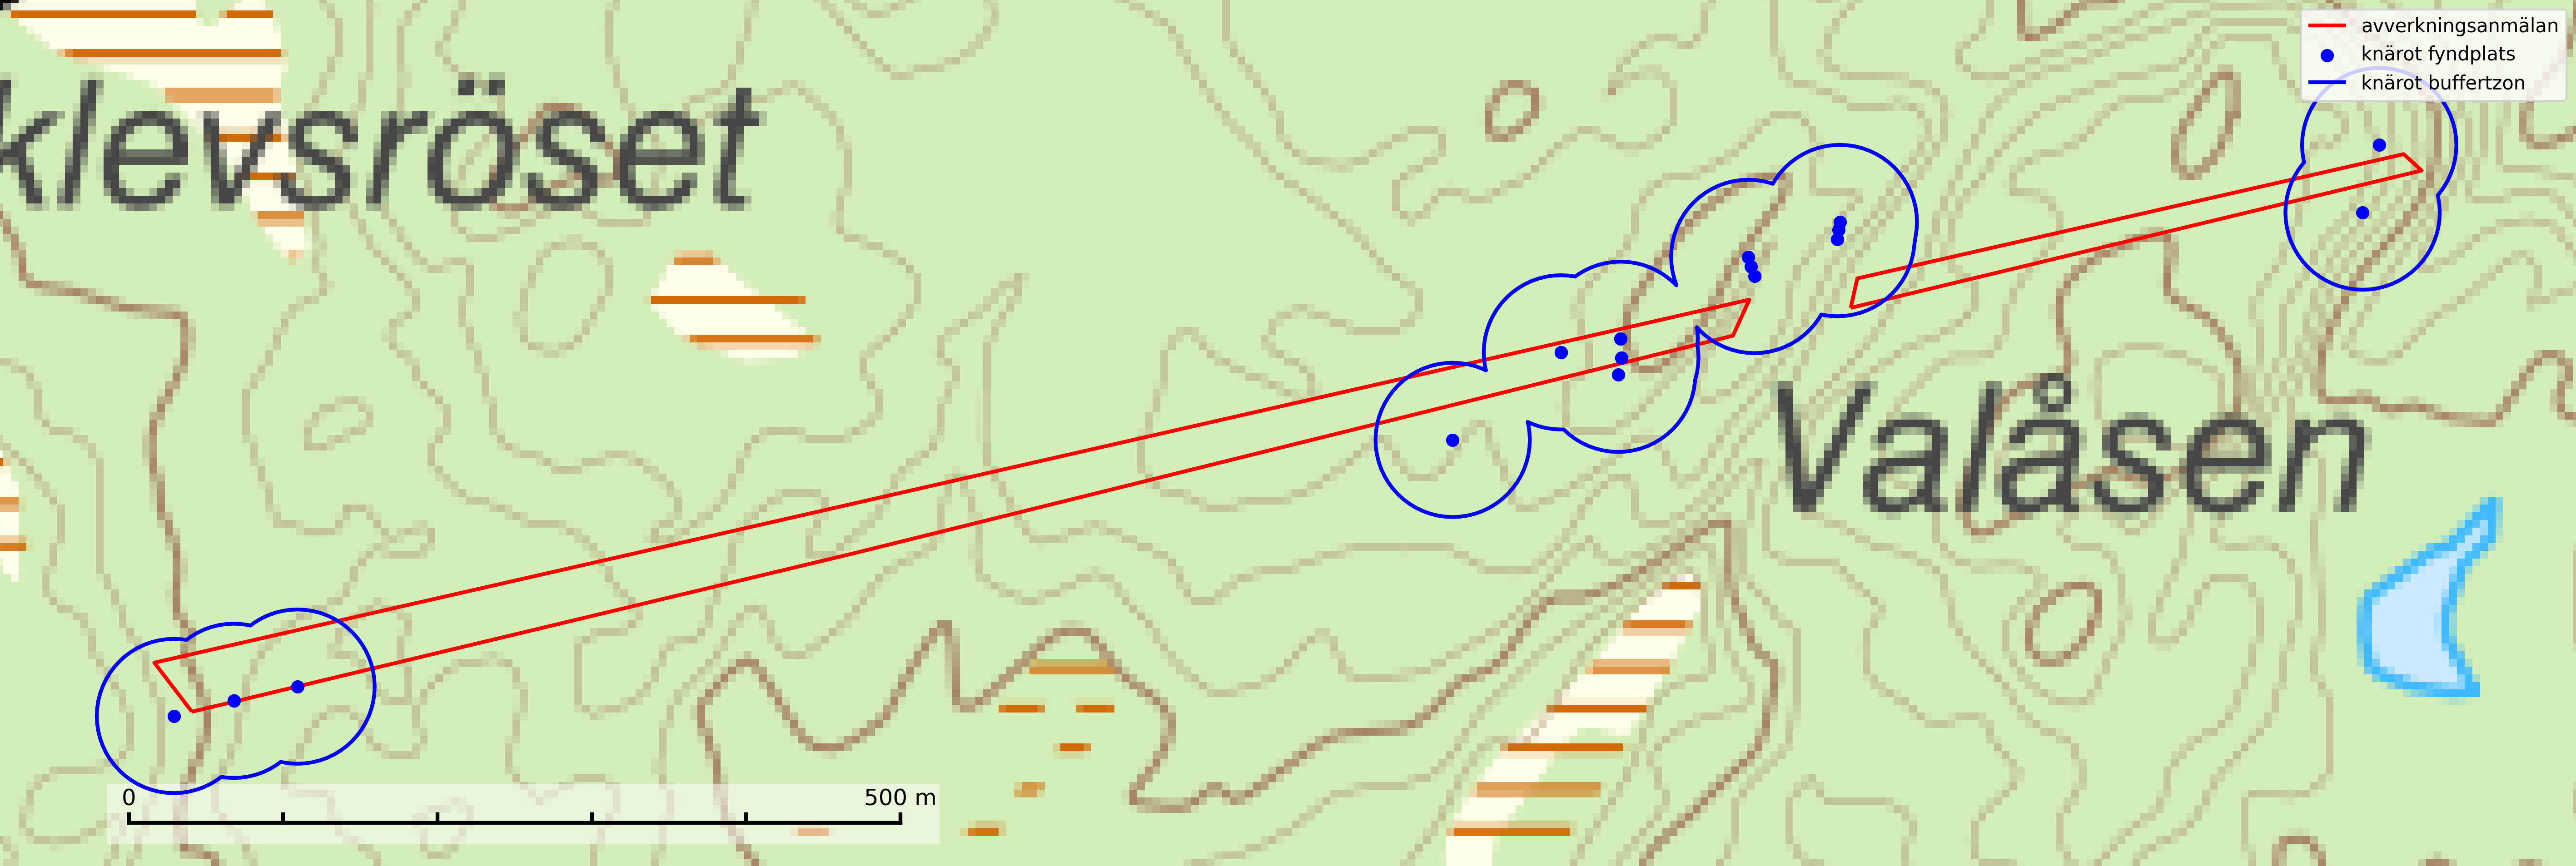 avverkningsanmälan
knärot fyndplats
knärot buffertzon
klevsröset
Valåsen
0 500 m